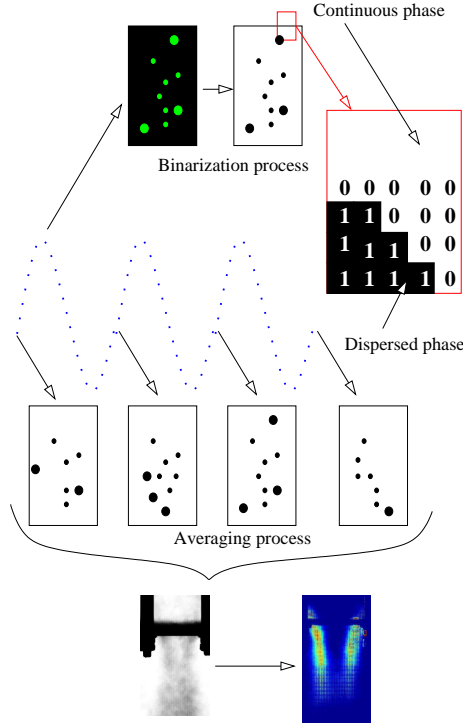 Continuous phase
Binarization process
0 0 0 0 0
1 1 0 0 0
1 1 1 0 0
1 1 1 1 0
Dispersed phase
Averaging process